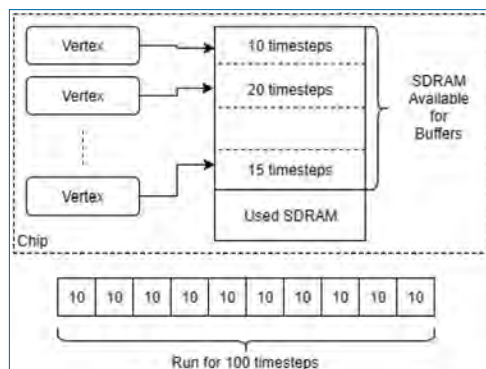 Vertex
10 timesteps
Vertex
20 timesteps
SDRAM
Available
for
Buffers
Vertex
15 timesteps
Used SDRAM
Chip
10 10 10 10 10 10 10 10 10 10
Run for 100 timesteps